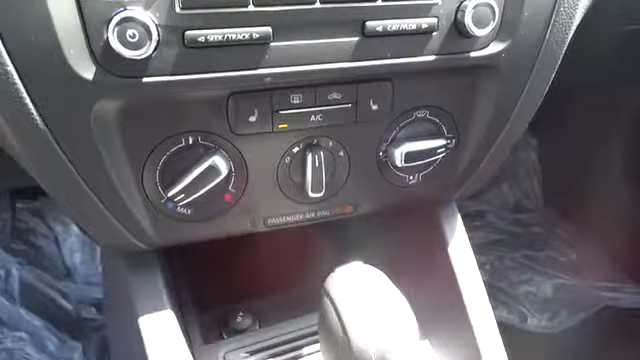 SEEK/TRACK
CAT/FLDR
A/C
MAX
PASSENGER AIR BAG